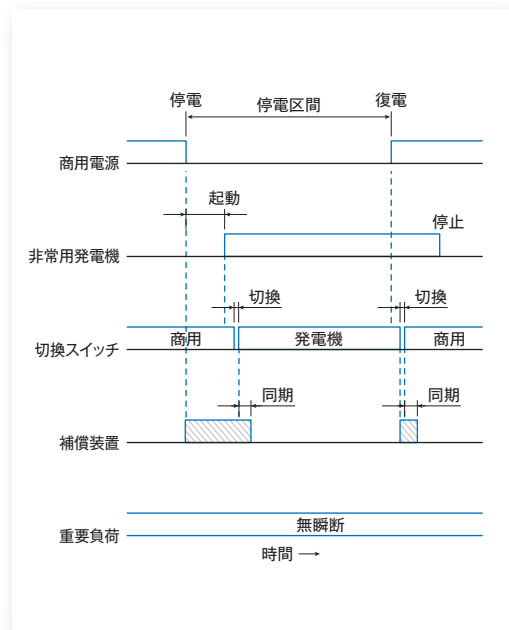 停電
停電区間
復電
商用電源
起動
停止
非常用発電機
切換
切換
切換スイッチ
商用
発電機
商用
同期
同期
補償装置
無瞬断
重要負荷
時間